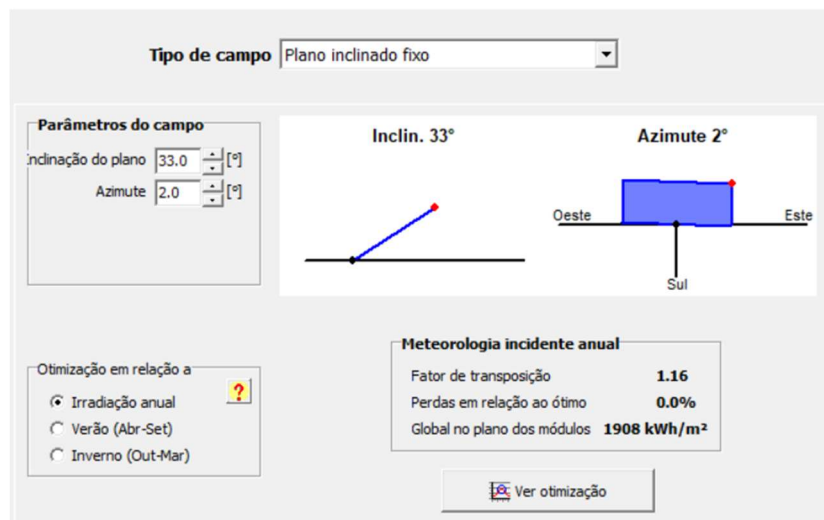 Tipo de campo Plano inclinado fixo
Parâmetros do campo
Inclinação do plano 33.0 [º]
Azimute 2.0 [º]
Inclin. 33° Azimute 2°
Oeste Este
Sul
Otimização em relação a
?
Irradiação anual
Verão (Abr-Set)
Inverno (Out-Mar)
Meteorologia incidente anual
Fator de transposição 1.16
Perdas em relação ao ótimo 0.0%
Global no plano dos módulos 1908 kWh/m²
Ver otimização